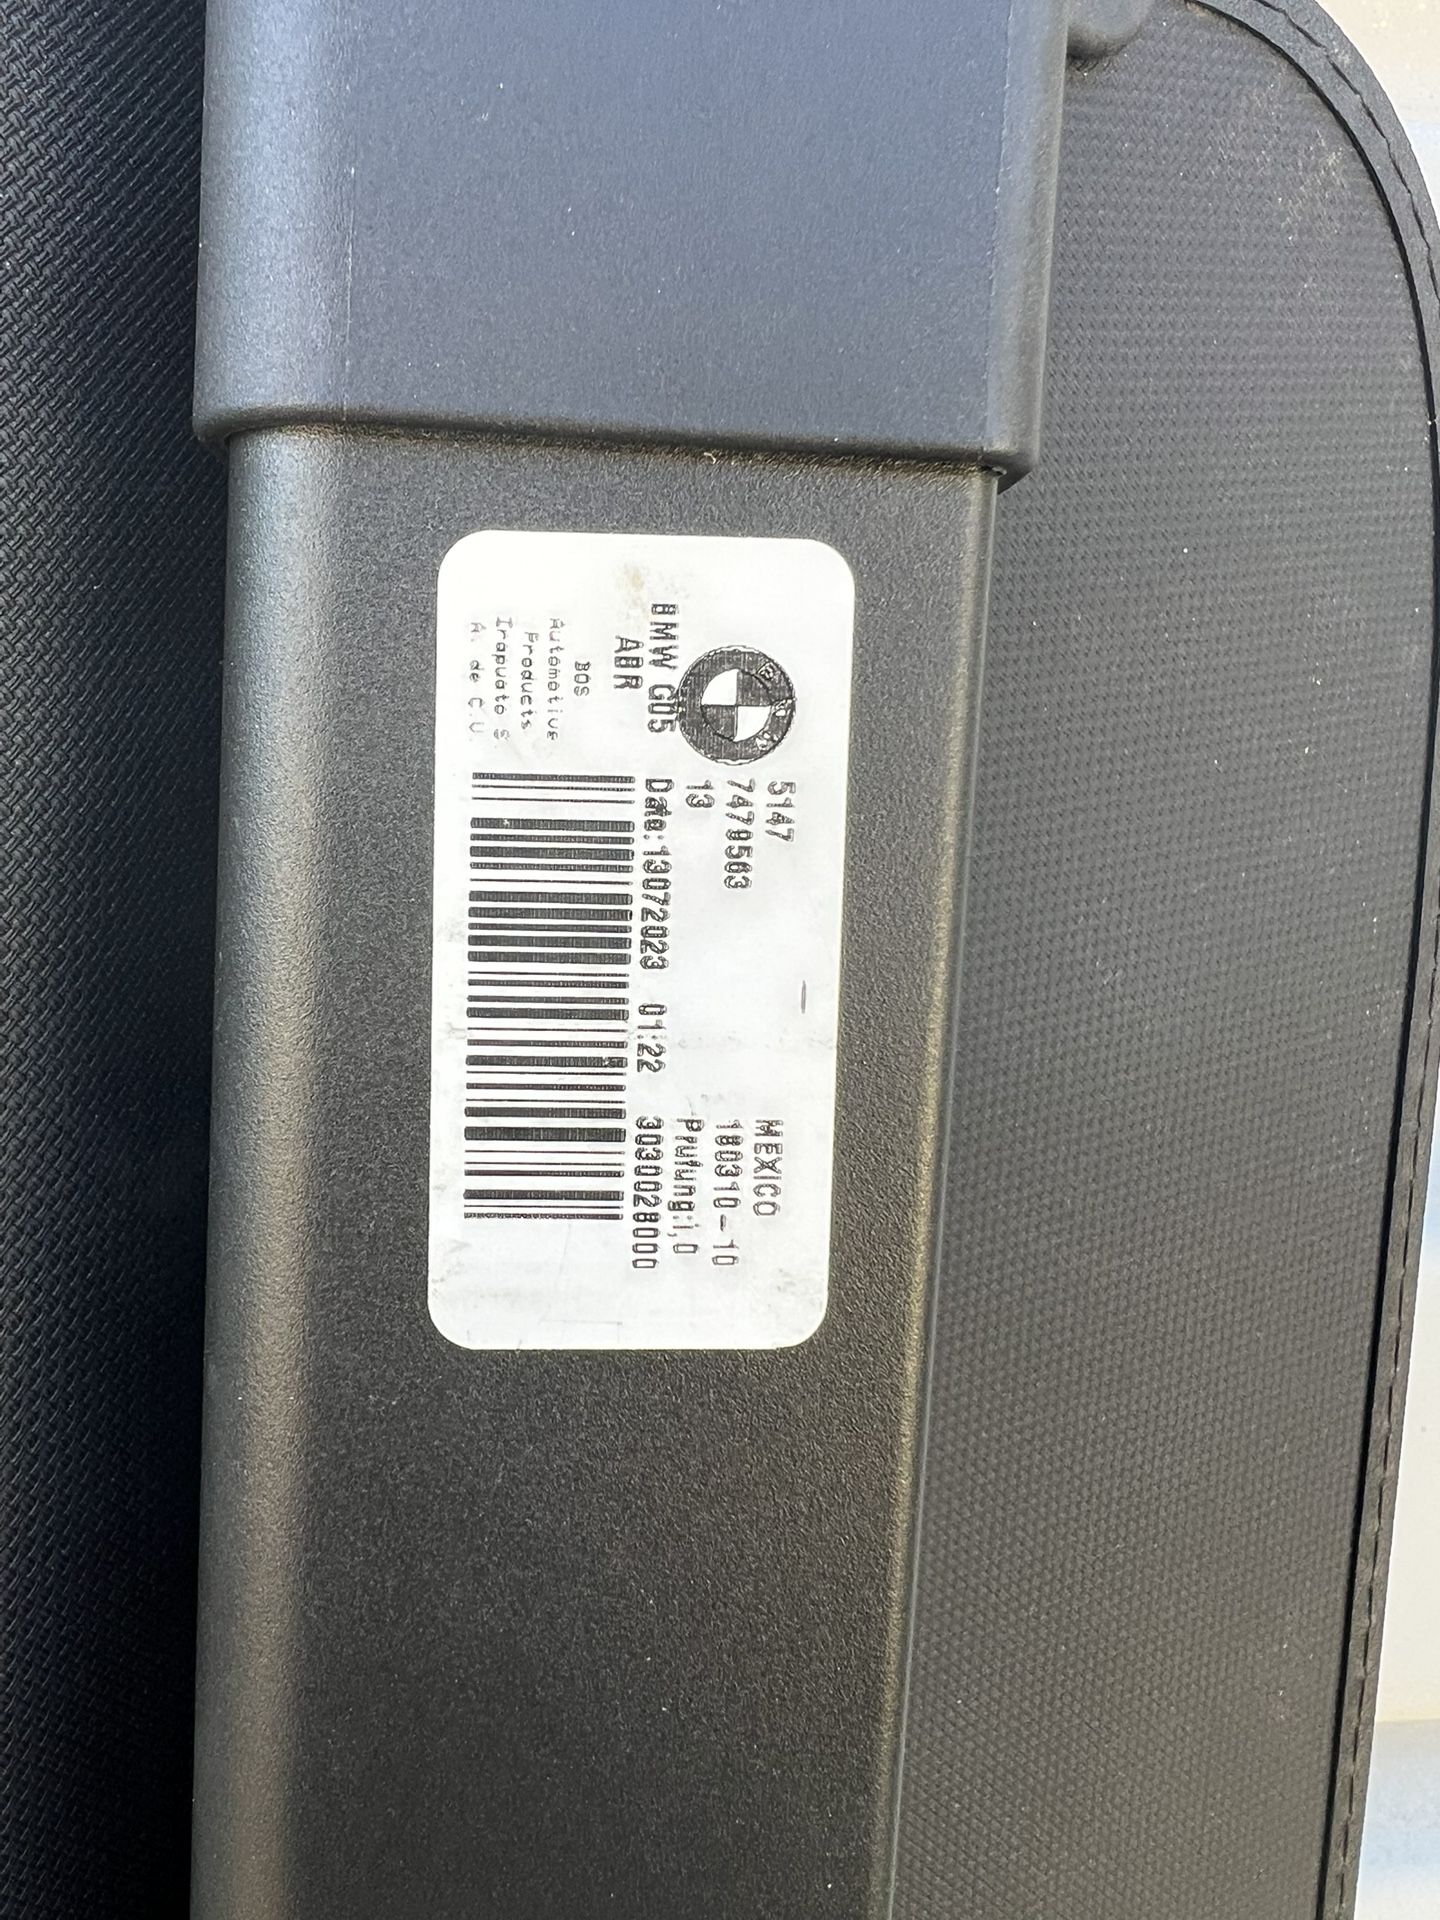 5147 MEXICO
7479563 180310-10
13 Prüfung:1,0
BMW G05 Date:13072023 01:22 3030028000
ABR
BOS
Automotive
Products
Irapuato S.
A. de C.V.